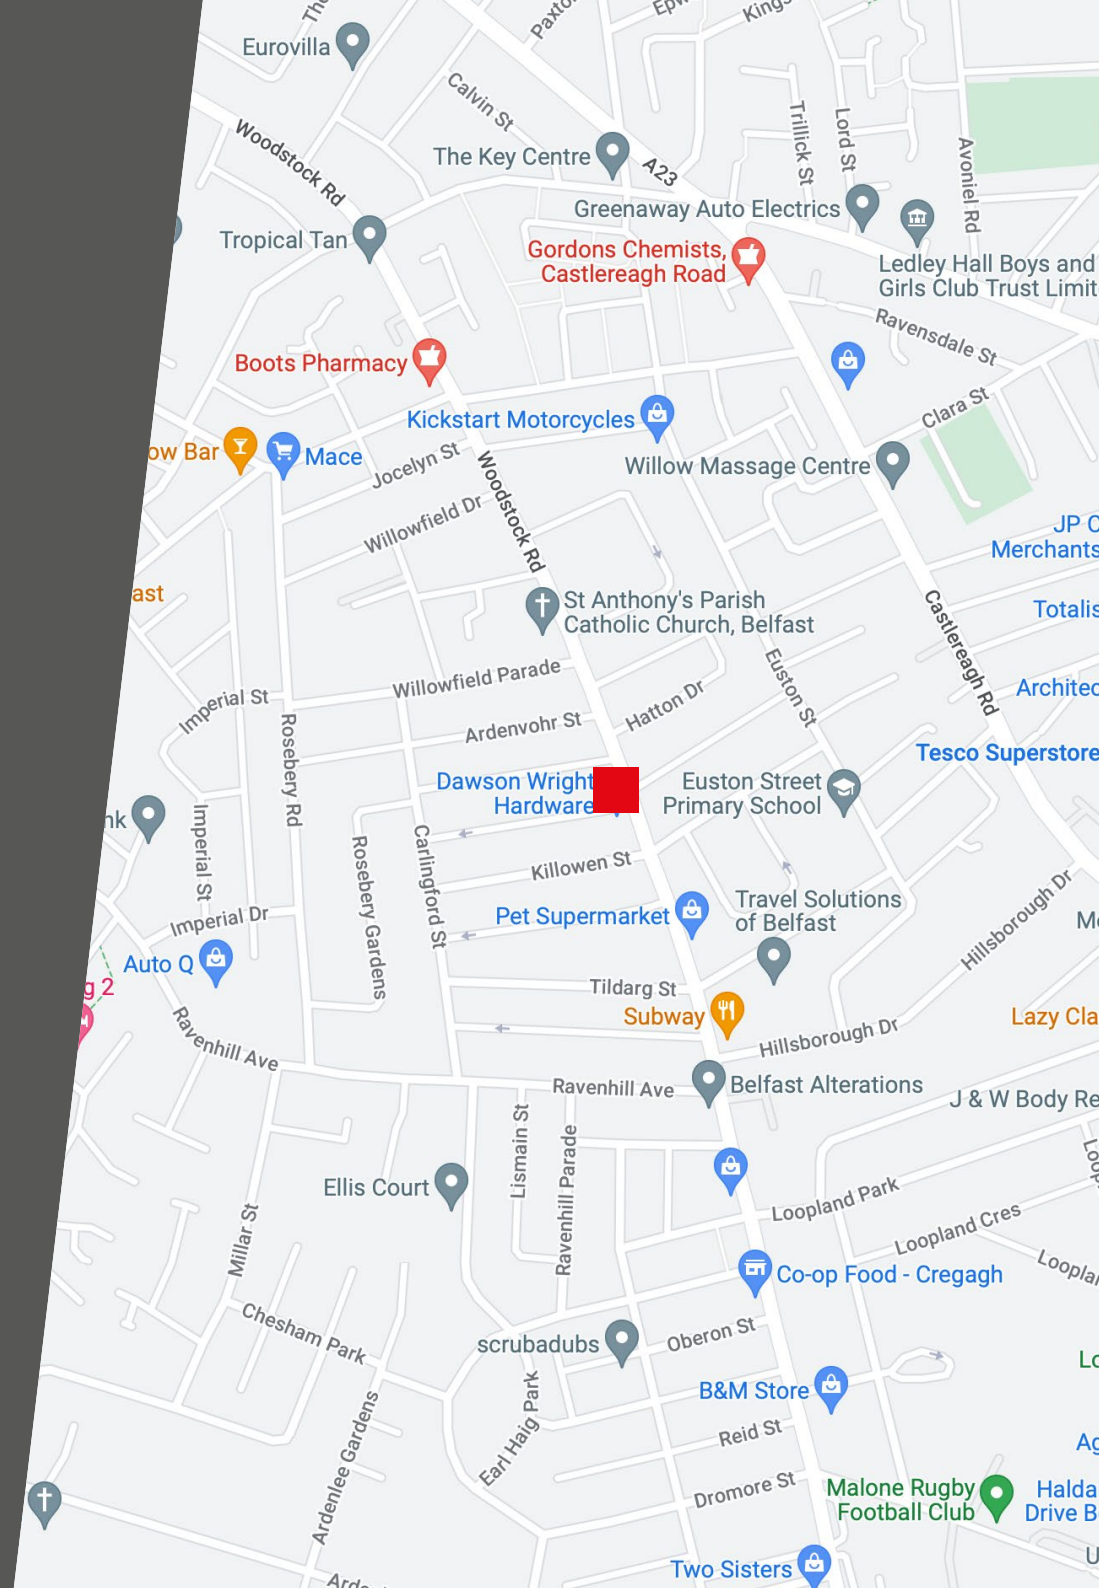 Eurovilla
Calvin St
Woodstock Rd
The Key Centre
A23
Trillick St
Lord St
Avoniel Rd
Greenaway Auto Electrics
Tropical Tan
Gordons Chemists,
Castlereagh Road
Ledley Hall Boys and
Girls Club Trust Limit
Ravensdale St
Boots Pharmacy
Clara St
Kickstart Motorcycles
ow Bar
Mace
Jocelyn St
Willow Massage Centre
Woodstock Rd
Willowfield Dr
JP C
Merchants
ast
St Anthony's Parish
Catholic Church, Belfast
Totalis
Castlereagh Rd
Euston St
Willowfield Parade
Architec
Imperial St
Hatton Dr
Ardenvohr St
Rosebery Rd
Tesco Superstore
Dawson Wright
Hardware
Euston Street
Primary School
nk
Imperial St
Rosebery Gardens
Carlingford St
Killowen St
Hillsborough Dr
Travel Solutions
of Belfast
Pet Supermarket
Imperial Dr
Auto Q
g 2
Tildarg St
Subway
Lazy Cla
Ravenhill Ave
Hillsborough Dr
Ravenhill Ave
Belfast Alterations
J & W Body Re
Lismain St
Ravenhill Parade
Ellis Court
Loopland Park
Millar St
Loopland Cres
Co-op Food - Cregagh
Chesham Park
scrubadubs
Oberon St
B&M Store
Earl Haig Park
Reid St
Ardenlee Gardens
Dromore St
Malone Rugby
Football Club
Halda
Drive B
Two Sisters